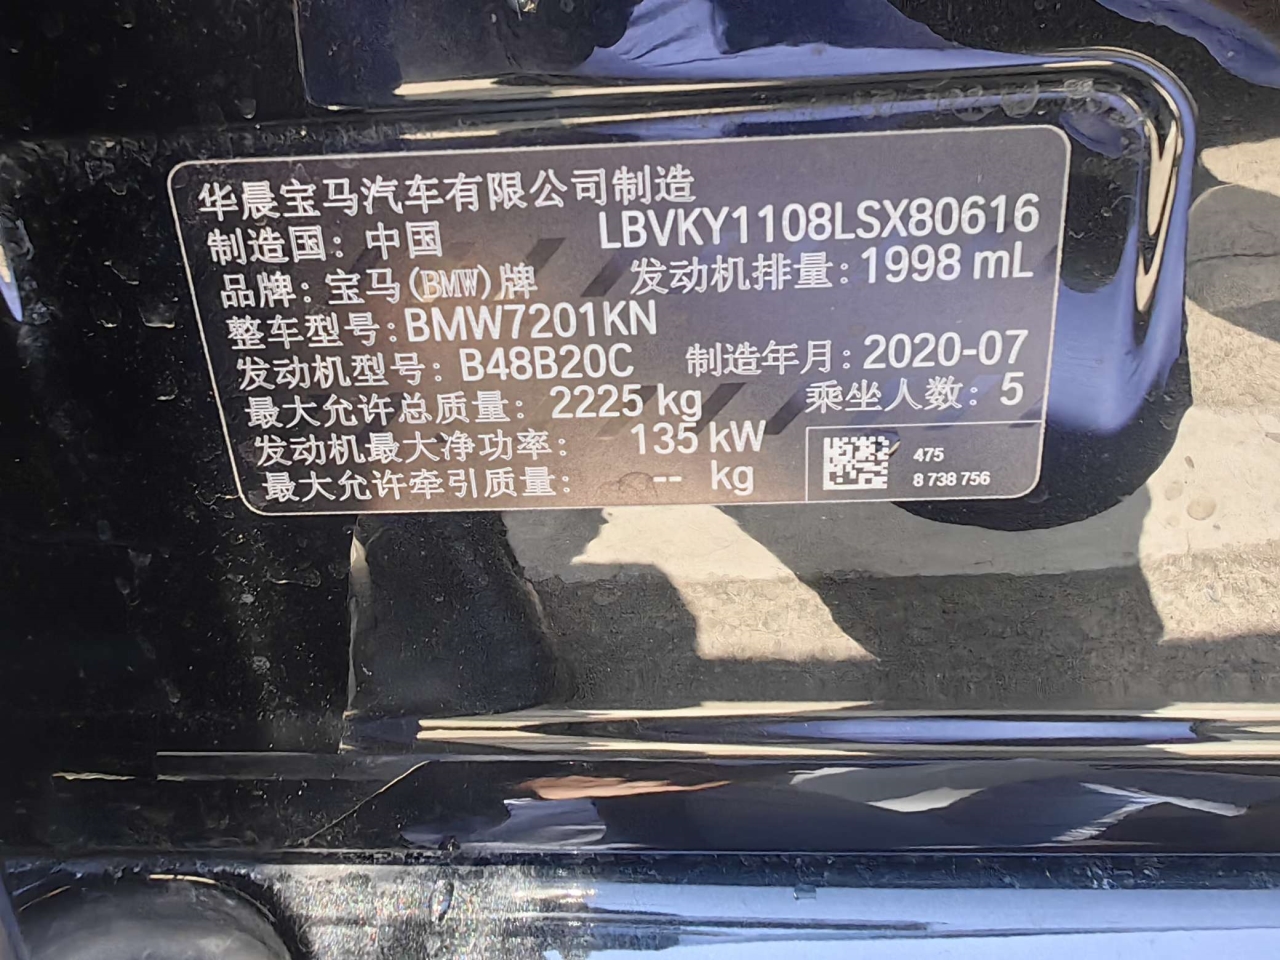 华晨宝马汽车有限公司制造
制造国：中国 LBVKY1108LSX80616
品牌：宝马(BMW)牌 发动机排量：1998 mL
整车型号：BMW7201KN
发动机型号：B48B20C 制造年月：2020-07
最大允许总质量：2225 kg 乘坐人数：5
发动机最大净功率：135 kW
最大允许牵引质量：-- kg
475
8 738 756